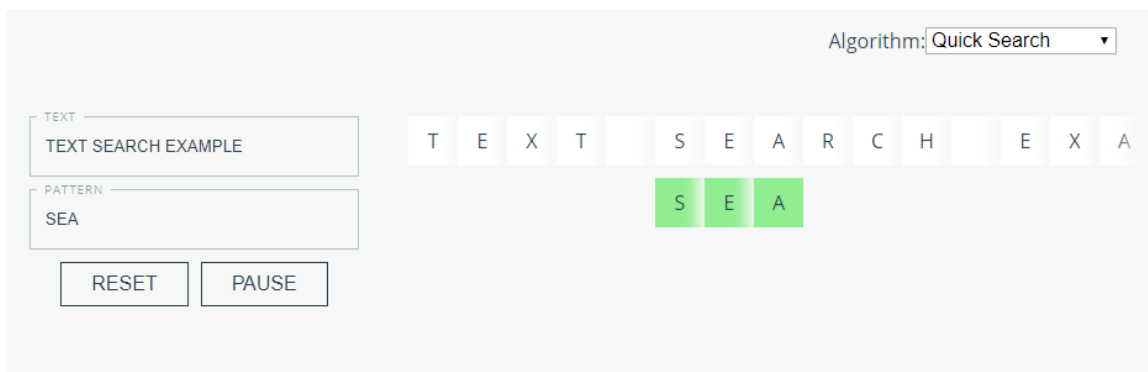 Algorithm: Quick Search
TEXT
TEXT SEARCH EXAMPLE
T E X T S E A R C H E X A
PATTERN
SEA
S E A
RESET PAUSE